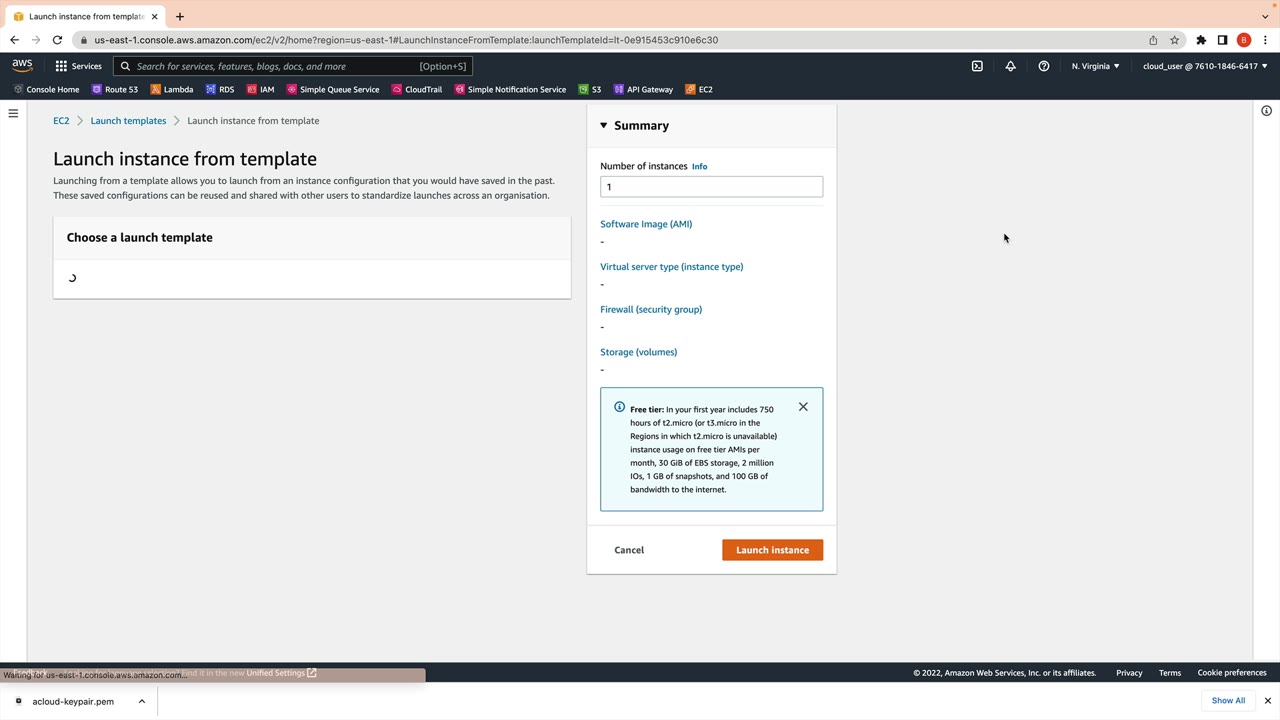 Launch instance from template
us-east-1.console.aws.amazon.com/ec2/v2/home?region=us-east-1#LaunchInstanceFromTemplate:launchTemplateId=lt-0e915453c910e6c30
B
aws
Services
Search for services, features, blogs, docs, and more
[Option+S]
N. Virginia
cloud_user @ 7610-1846-6417
Console Home
Route 53
Lambda
RDS
IAM
Simple Queue Service
CloudTrail
Simple Notification Service
S3
API Gateway
EC2
EC2
Launch templates
Launch instance from template
Launch instance from template
Launching from a template allows you to launch from an instance configuration that you would have saved in the past.
These saved configurations can be reused and shared with other users to standardize launches across an organisation.
Choose a launch template
Summary
Number of instances Info
1
Software Image (AMI)
-
Virtual server type (instance type)
-
Firewall (security group)
-
Storage (volumes)
-
Free tier: In your first year includes 750
hours of t2.micro (or t3.micro in the
Regions in which t2.micro is unavailable)
instance usage on free tier AMIs per
month, 30 GiB of EBS storage, 2 million
IOs, 1 GB of snapshots, and 100 GB of
bandwidth to the internet.
Cancel
Launch instance
Feedback
Find it in the new Unified Settings
Waiting for us-east-1.console.aws.amazon.com...
© 2022, Amazon Web Services, Inc. or its affiliates.
Privacy
Terms
Cookie preferences
acloud-keypair.pem
Show All